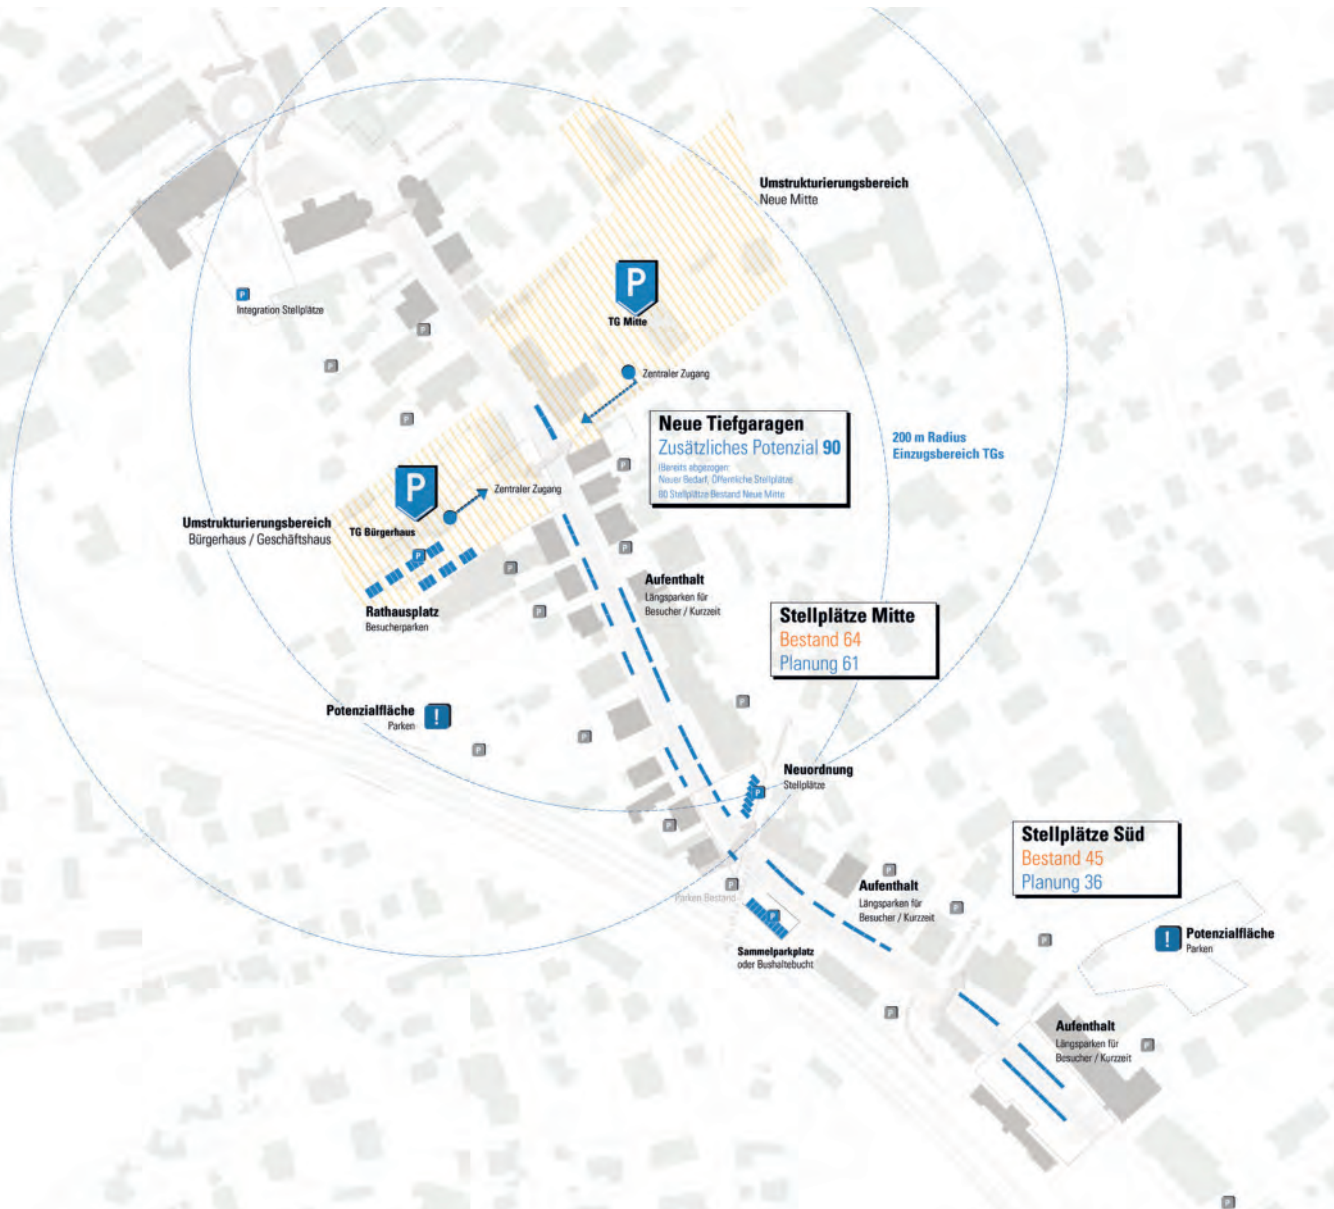 Umstrukturierungsbereich
Neue Mitte
P
TG Mitte
P
Integration Stellplätze
P
P
P
Zentraler Zugang
Neue Tiefgaragen
Zusätzliches Potenzial 90
(Bereits abgezogen:
Neuer Bedarf, Öffentliche Stellplätze
80 Stellplätze Bestand Neue Mitte
200 m Radius
Einzugsbereich TGs
P
P
Zentraler Zugang
TG Bürgerhaus
Umstrukturierungsbereich
Bürgerhaus / Geschäftshaus
P
P
P
P
Rathausplatz
Besucherparken
Aufenthalt
Längsparken für
Besucher / Kurzzeit
Stellplätze Mitte
Bestand 64
Planung 61
Potenzialfläche
Parken
!
P
P
P
Neuordnung
Stellplätze
P
P
Stellplätze Süd
Bestand 45
Planung 36
P
Parken Bestand
P
Sammelparkplatz
oder Bushaltebucht
P
Aufenthalt
Längsparken für
Besucher / Kurzzeit
P
P
!
Potenzialfläche
Parken
P
Aufenthalt
Längsparken für
Besucher / Kurzzeit
P
P